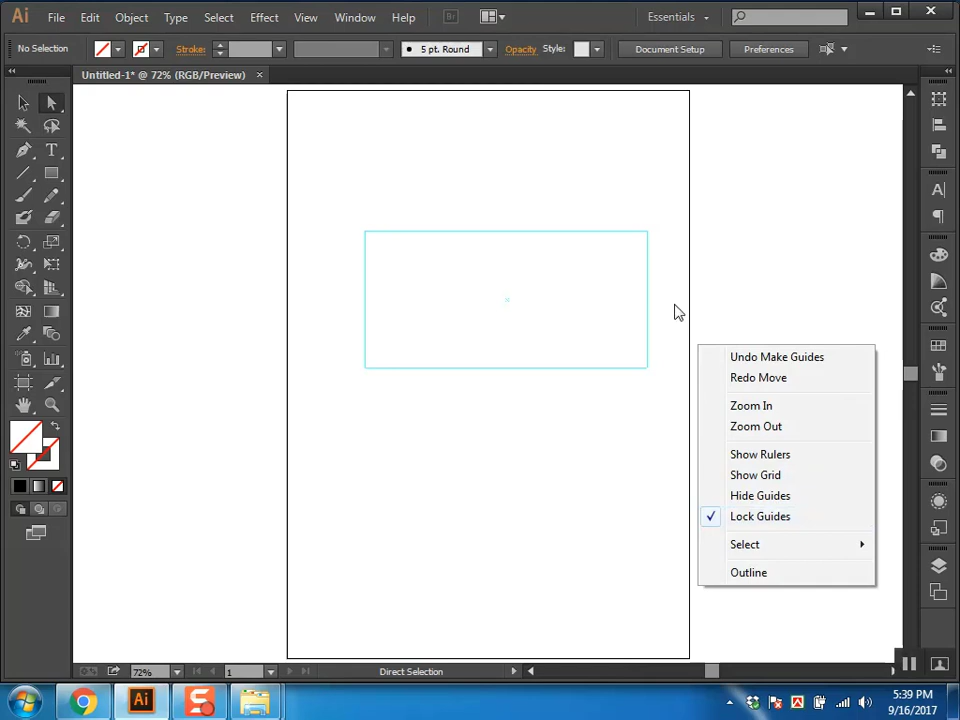 Ai File Edit Object Type Select Effect View Window Help Br Essentials
No Selection Stroke: 5 pt. Round Opacity Style: Document Setup Preferences
Untitled-1* @ 72% (RGB/Preview) ×
Undo Make Guides
Redo Move
Zoom In
Zoom Out
Show Rulers
Show Grid
Hide Guides
Lock Guides
Select
Outline
72% 1 Direct Selection
Ai 5:39 PM
9/16/2017